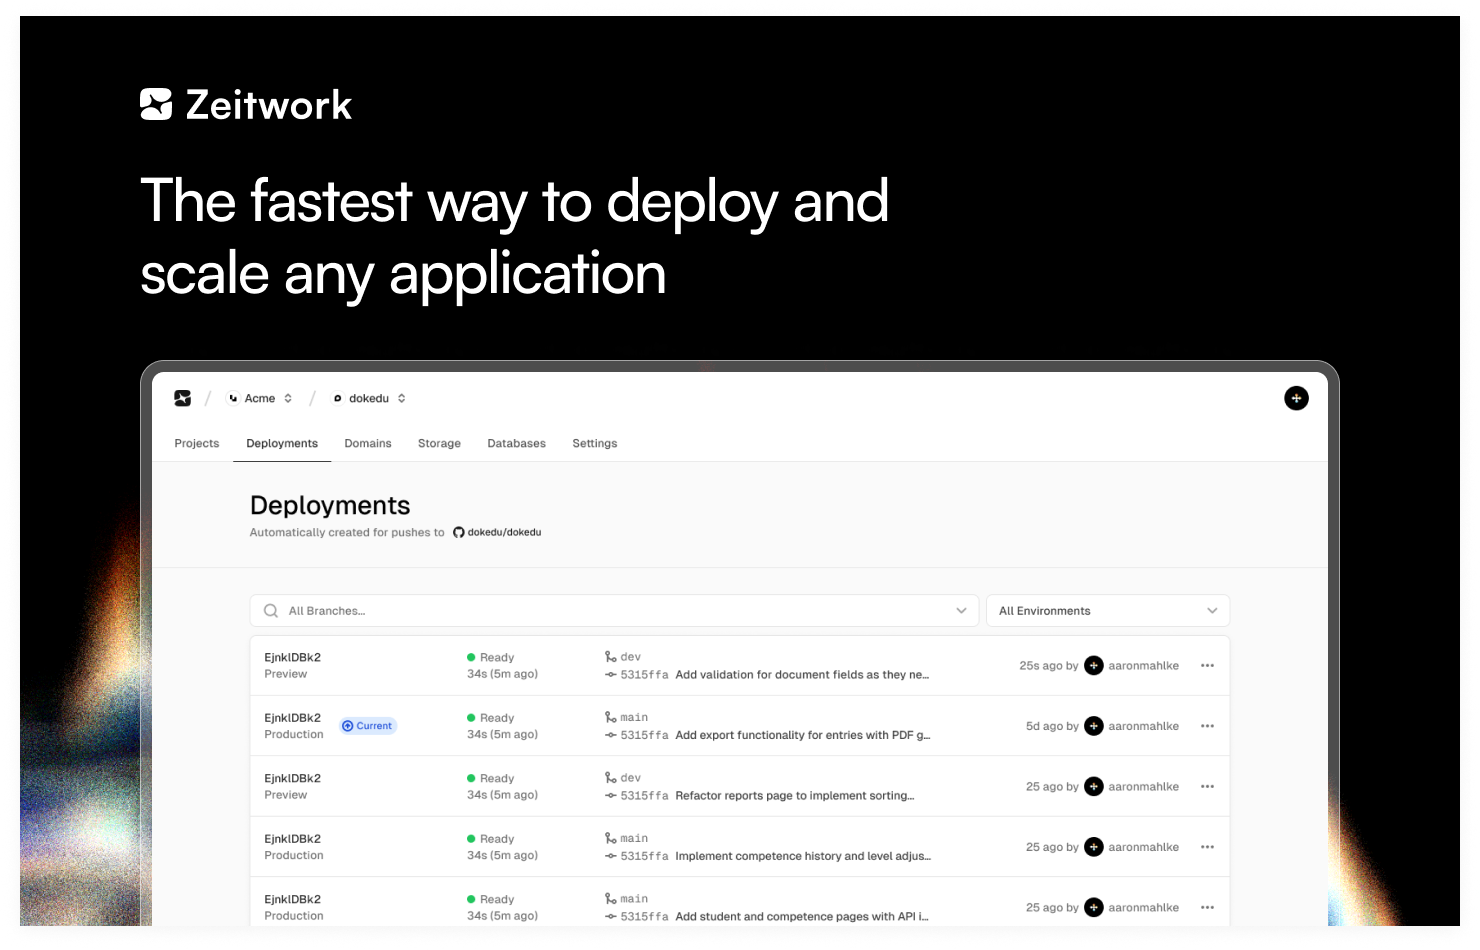 Zeitwork
The fastest way to deploy and
scale any application
/ Acme / dokedu
Projects Deployments Domains Storage Databases Settings
Deployments
Automatically created for pushes to dokedu/dokedu
All Branches... All Environments
EjnklDBk2 Ready dev
Preview 34s (5m ago) 5315ffa Add validation for document fields as they ne... 25s ago by aaronmahlke
EjnklDBk2 Current Ready main
Production 34s (5m ago) 5315ffa Add export functionality for entries with PDF g... 5d ago by aaronmahlke
EjnklDBk2 Ready dev
Preview 34s (5m ago) 5315ffa Refactor reports page to implement sorting... 25 ago by aaronmahlke
EjnklDBk2 Ready main
Production 34s (5m ago) 5315ffa Implement competence history and level adjus... 25 ago by aaronmahlke
EjnklDBk2 Ready main
Production 34s (5m ago) 5315ffa Add student and competence pages with API i... 25 ago by aaronmahlke